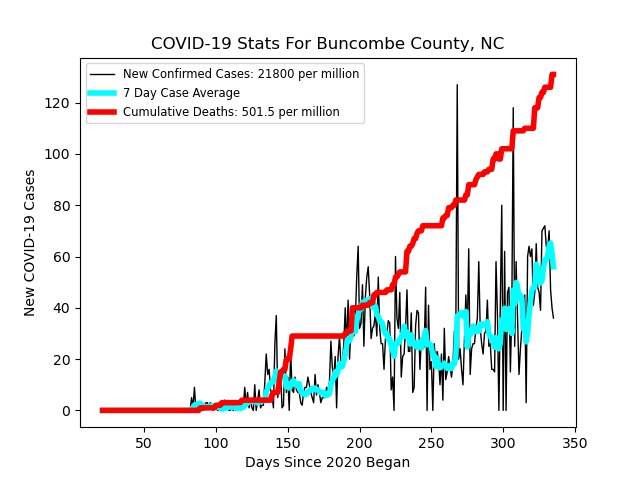 COVID-19 Stats For Buncombe County, NC
New Confirmed Cases: 21800 per million
7 Day Case Average
Cumulative Deaths: 501.5 per million
New COVID-19 Cases
120
100
80
60
40
20
0
50 100 150 200 250 300 350
Days Since 2020 Began